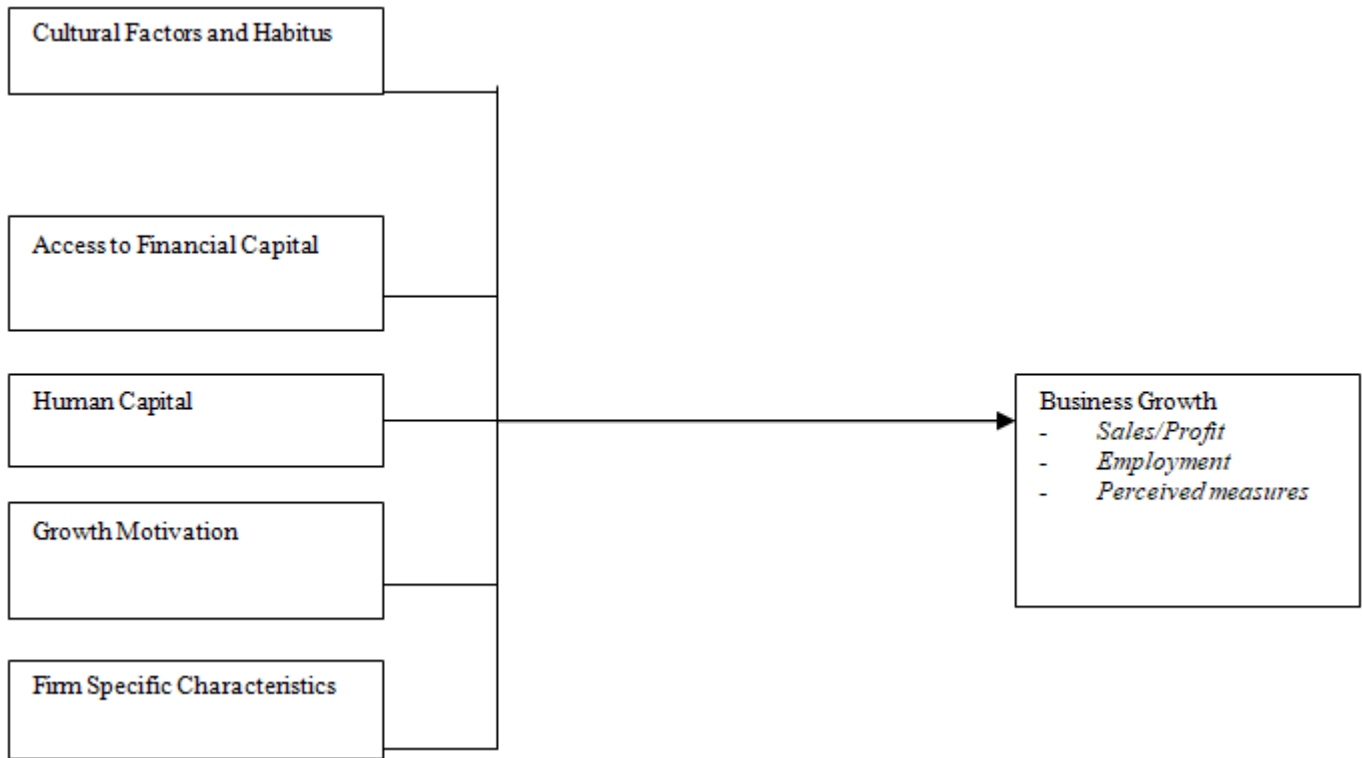 Cultural Factors and Habitus
Access to Financial Capital
Human Capital
Growth Motivation
Firm Specific Characteristics
Business Growth
- Sales/Profit
- Employment
- Perceived measures